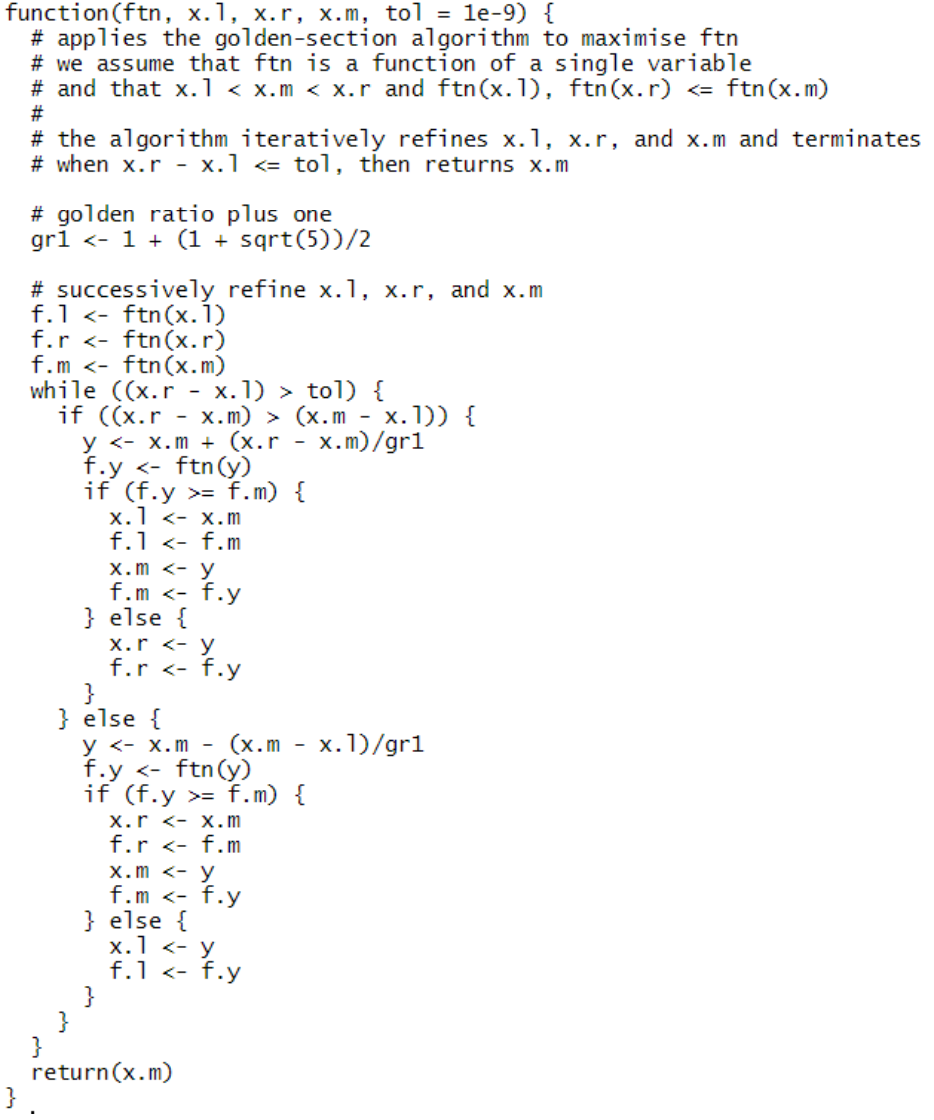 function(ftn, x.l, x.r, x.m, tol = 1e-9) {
  # applies the golden-section algorithm to maximise ftn
  # we assume that ftn is a function of a single variable
  # and that x.l < x.m < x.r and ftn(x.l), ftn(x.r) <= ftn(x.m)
  #
  # the algorithm iteratively refines x.l, x.r, and x.m and terminates
  # when x.r - x.l <= tol, then returns x.m

  # golden ratio plus one
  gr1 <- 1 + (1 + sqrt(5))/2

  # successively refine x.l, x.r, and x.m
  f.l <- ftn(x.l)
  f.r <- ftn(x.r)
  f.m <- ftn(x.m)
  while ((x.r - x.l) > tol) {
    if ((x.r - x.m) > (x.m - x.l)) {
      y <- x.m + (x.r - x.m)/gr1
      f.y <- ftn(y)
      if (f.y >= f.m) {
        x.l <- x.m
        f.l <- f.m
        x.m <- y
        f.m <- f.y
      } else {
        x.r <- y
        f.r <- f.y
      }
    } else {
      y <- x.m - (x.m - x.l)/gr1
      f.y <- ftn(y)
      if (f.y >= f.m) {
        x.r <- x.m
        f.r <- f.m
        x.m <- y
        f.m <- f.y
      } else {
        x.l <- y
        f.l <- f.y
      }
    }
  }
  return(x.m)
}